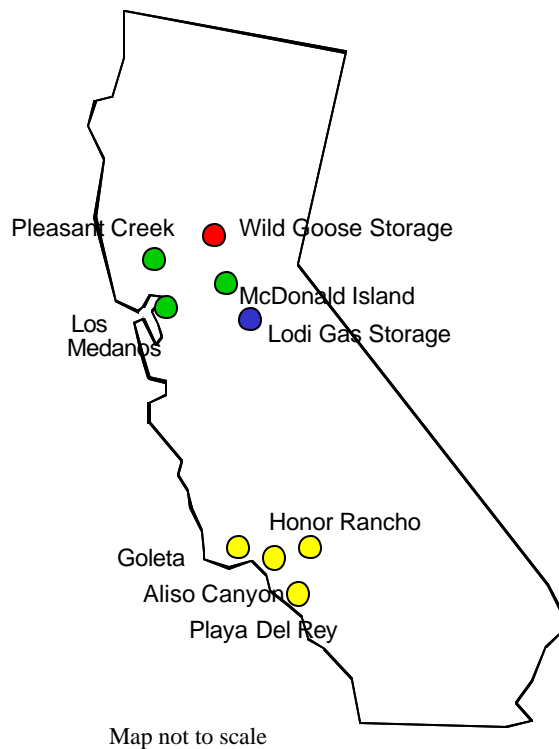 Pleasant Creek
Wild Goose Storage
McDonald Island
Los
Medanos
Lodi Gas Storage
Honor Rancho
Goleta
Aliso Canyon
Playa Del Rey
Map not to scale